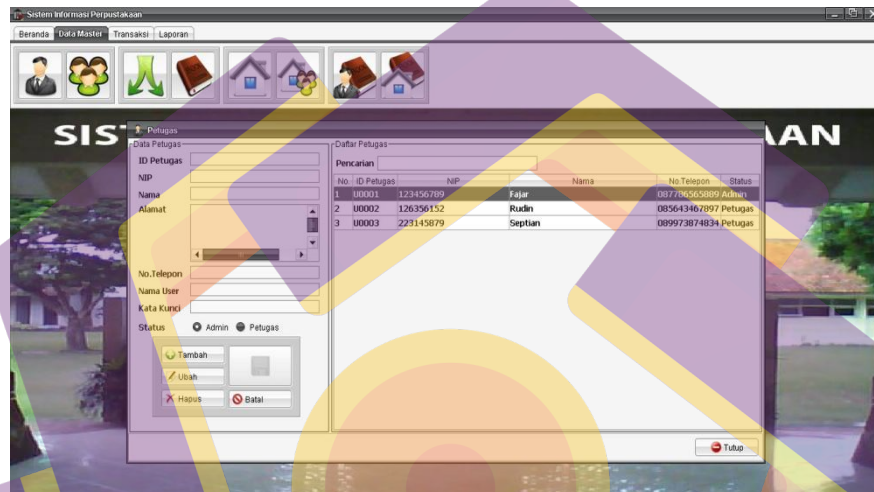 Sistem Informasi Perpustakaan
Beranda Data Master Transaksi Laporan
SIS AAN
Petugas
Data Petugas
ID Petugas
NIP
Nama
Alamat
No.Telepon
Nama User
Kata Kunci
Status Admin Petugas
Tambah
Ubah
Hapus Batal
Daftar Petugas
Pencarian
No. ID Petugas NIP Nama No.Telepon Status
1 U0001 123456789 Fajar 087786565889 Admin
2 U0002 126356152 Rudin 085643467897 Petugas
3 U0003 223145879 Septian 089973874834 Petugas
Tutup